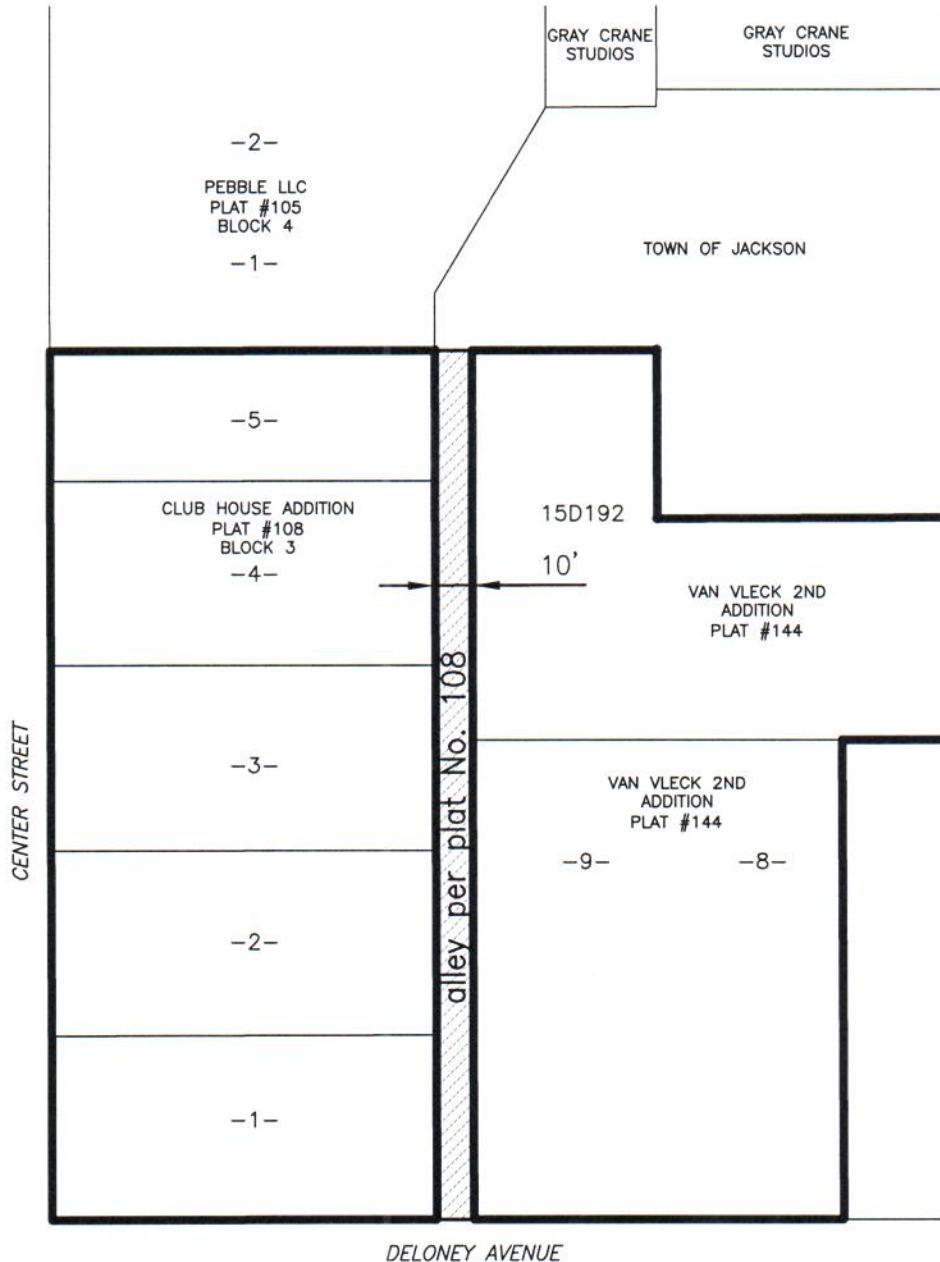 GRAY CRANE
STUDIOS
GRAY CRANE
STUDIOS
-2-
PEBBLE LLC
PLAT #105
BLOCK 4
-1-
TOWN OF JACKSON
-5-
CLUB HOUSE ADDITION
PLAT #108
BLOCK 3
-4-
15D192
10'
VAN VLECK 2ND
ADDITION
PLAT #144
alley per plat No. 108
CENTER STREET
-3-
VAN VLECK 2ND
ADDITION
PLAT #144
-9-
-8-
-2-
-1-
DELONEY AVENUE